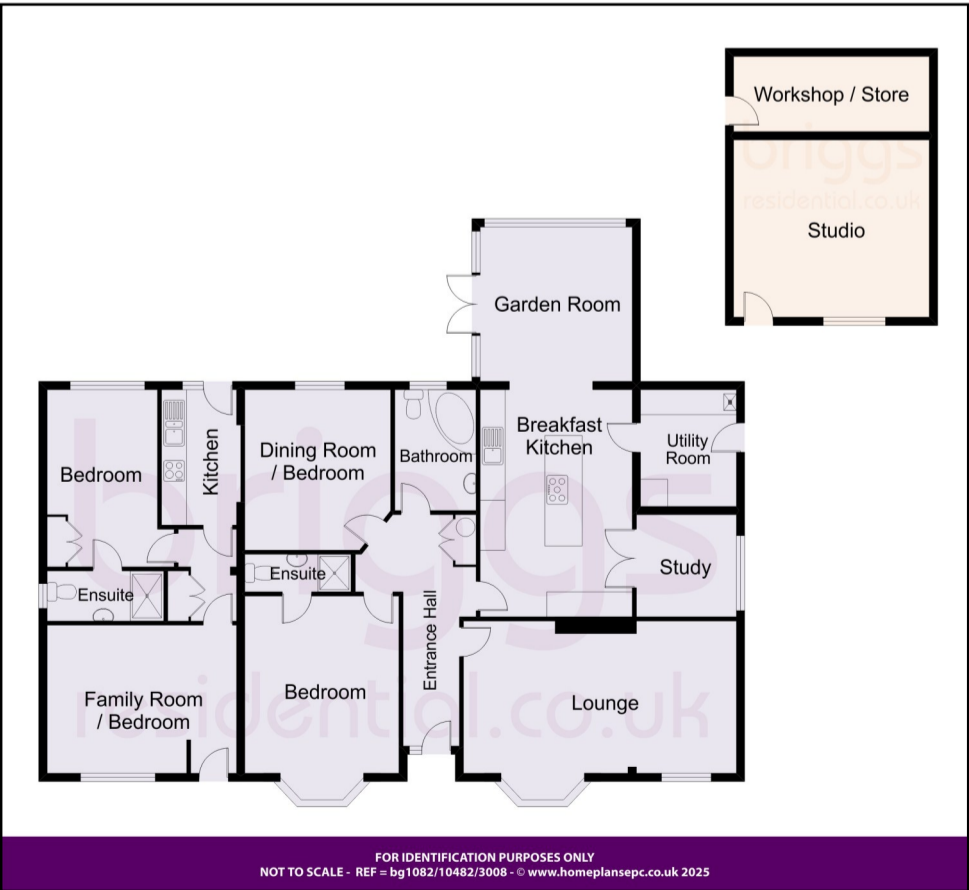 Workshop / Store
briggs
residential.co.uk
Studio
Garden Room
Breakfast
Kitchen
Utility
Room
Bedroom
Kitchen
Dining Room
/ Bedroom
Bathroom
Study
Ensuite
Ensuite
Entrance Hall
Family Room
/ Bedroom
Bedroom
Lounge
briggs
residential.co.uk
FOR IDENTIFICATION PURPOSES ONLY
NOT TO SCALE - REF = bg1082/10482/3008 - © www.homeplansepc.co.uk 2025